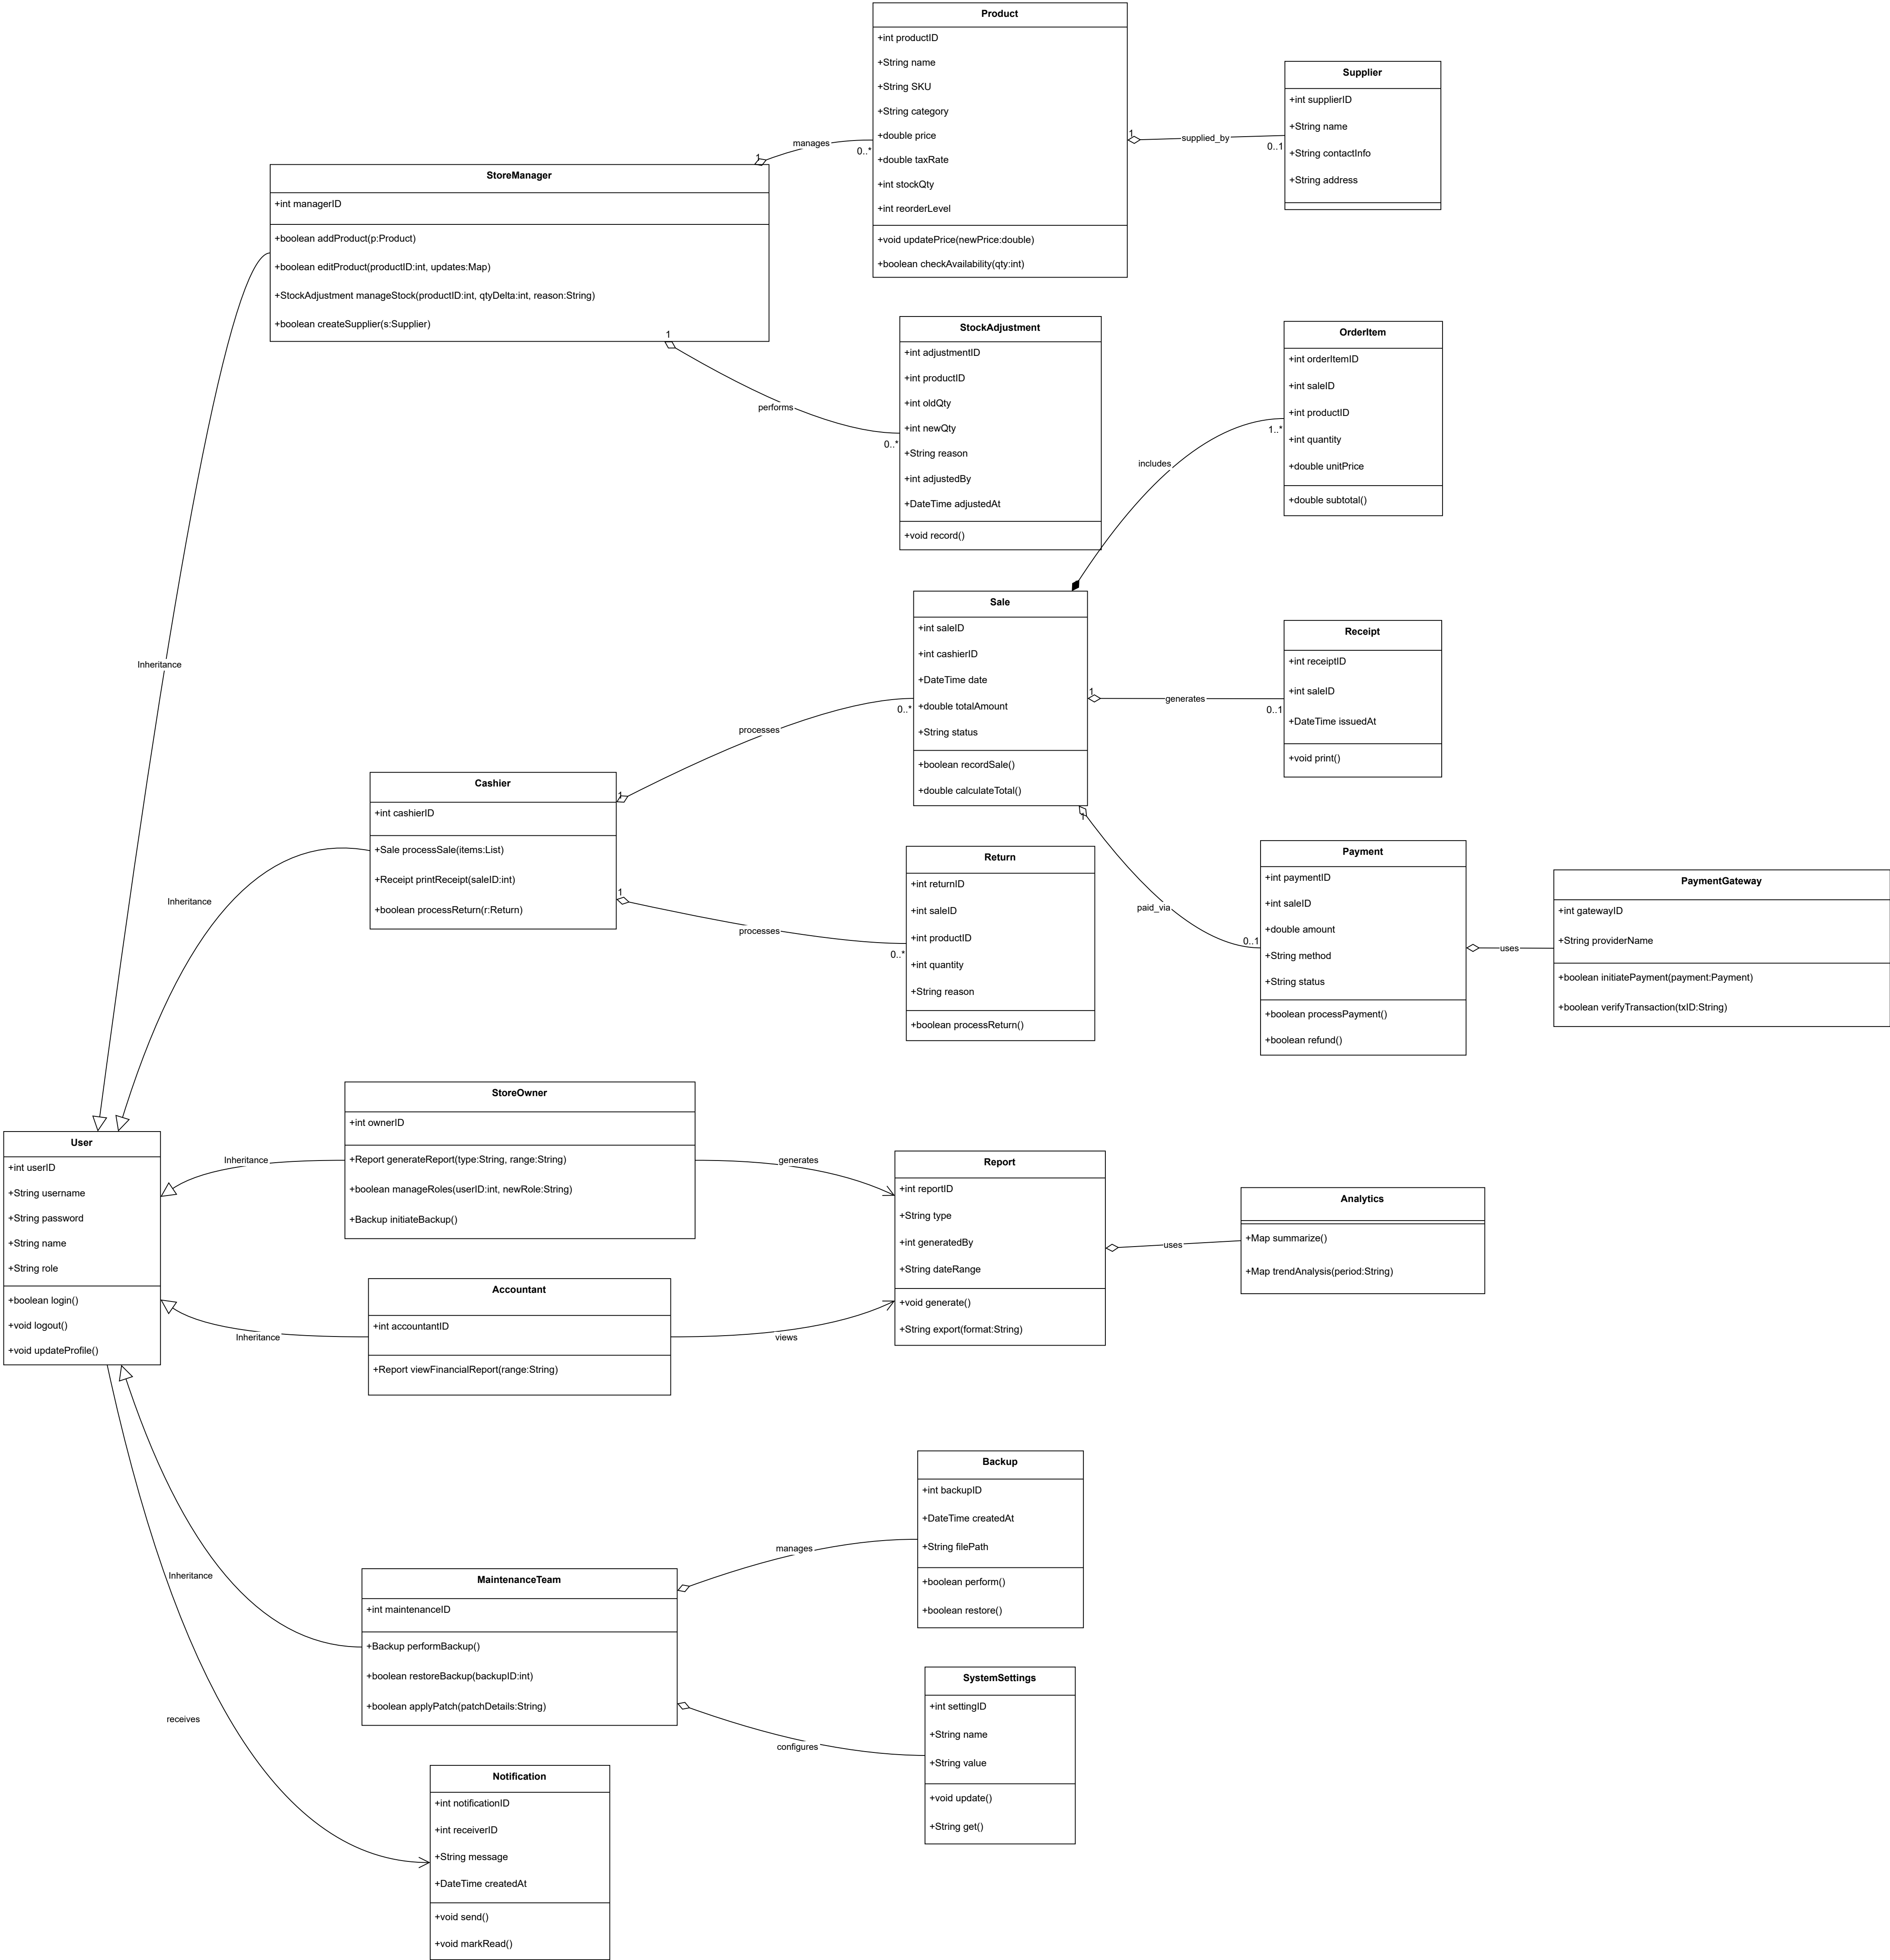 Product
+int productID
+String name
+String SKU
+String category
+double price
+double taxRate
+int stockQty
+int reorderLevel
+void updatePrice(newPrice:double)
+boolean checkAvailability(qty:int)
Supplier
+int supplierID
+String name
+String contactInfo
+String address
1
supplied_by
0..1
1
manages
0..*
StoreManager
+int managerID
+boolean addProduct(p:Product)
+boolean editProduct(productID:int, updates:Map)
+StockAdjustment manageStock(productID:int, qtyDelta:int, reason:String)
+boolean createSupplier(s:Supplier)
1
performs
0..*
StockAdjustment
+int adjustmentID
+int productID
+int oldQty
+int newQty
+String reason
+int adjustedBy
+DateTime adjustedAt
+void record()
OrderItem
+int orderItemID
+int saleID
+int productID
+int quantity
+double unitPrice
+double subtotal()
includes
1..*
Sale
+int saleID
+int cashierID
+DateTime date
+double totalAmount
+String status
+boolean recordSale()
+double calculateTotal()
Receipt
+int receiptID
+int saleID
+DateTime issuedAt
+void print()
1
generates
0..1
Inheritance
processes
0..*
1
Cashier
+int cashierID
+Sale processSale(items:List)
+Receipt printReceipt(saleID:int)
+boolean processReturn(r:Return)
1
processes
0..*
Inheritance
Return
+int returnID
+int saleID
+int productID
+int quantity
+String reason
+boolean processReturn()
1
paid_via
0..1
Payment
+int paymentID
+int saleID
+double amount
+String method
+String status
+boolean processPayment()
+boolean refund()
uses
PaymentGateway
+int gatewayID
+String providerName
+boolean initiatePayment(payment:Payment)
+boolean verifyTransaction(txID:String)
User
+int userID
+String username
+String password
+String name
+String role
+boolean login()
+void logout()
+void updateProfile()
Inheritance
StoreOwner
+int ownerID
+Report generateReport(type:String, range:String)
+boolean manageRoles(userID:int, newRole:String)
+Backup initiateBackup()
generates
Report
+int reportID
+String type
+int generatedBy
+String dateRange
+void generate()
+String export(format:String)
uses
Analytics
+Map summarize()
+Map trendAnalysis(period:String)
Inheritance
Accountant
+int accountantID
+Report viewFinancialReport(range:String)
views
Inheritance
MaintenanceTeam
+int maintenanceID
+Backup performBackup()
+boolean restoreBackup(backupID:int)
+boolean applyPatch(patchDetails:String)
manages
Backup
+int backupID
+DateTime createdAt
+String filePath
+boolean perform()
+boolean restore()
configures
SystemSettings
+int settingID
+String name
+String value
+void update()
+String get()
receives
Notification
+int notificationID
+int receiverID
+String message
+DateTime createdAt
+void send()
+void markRead()